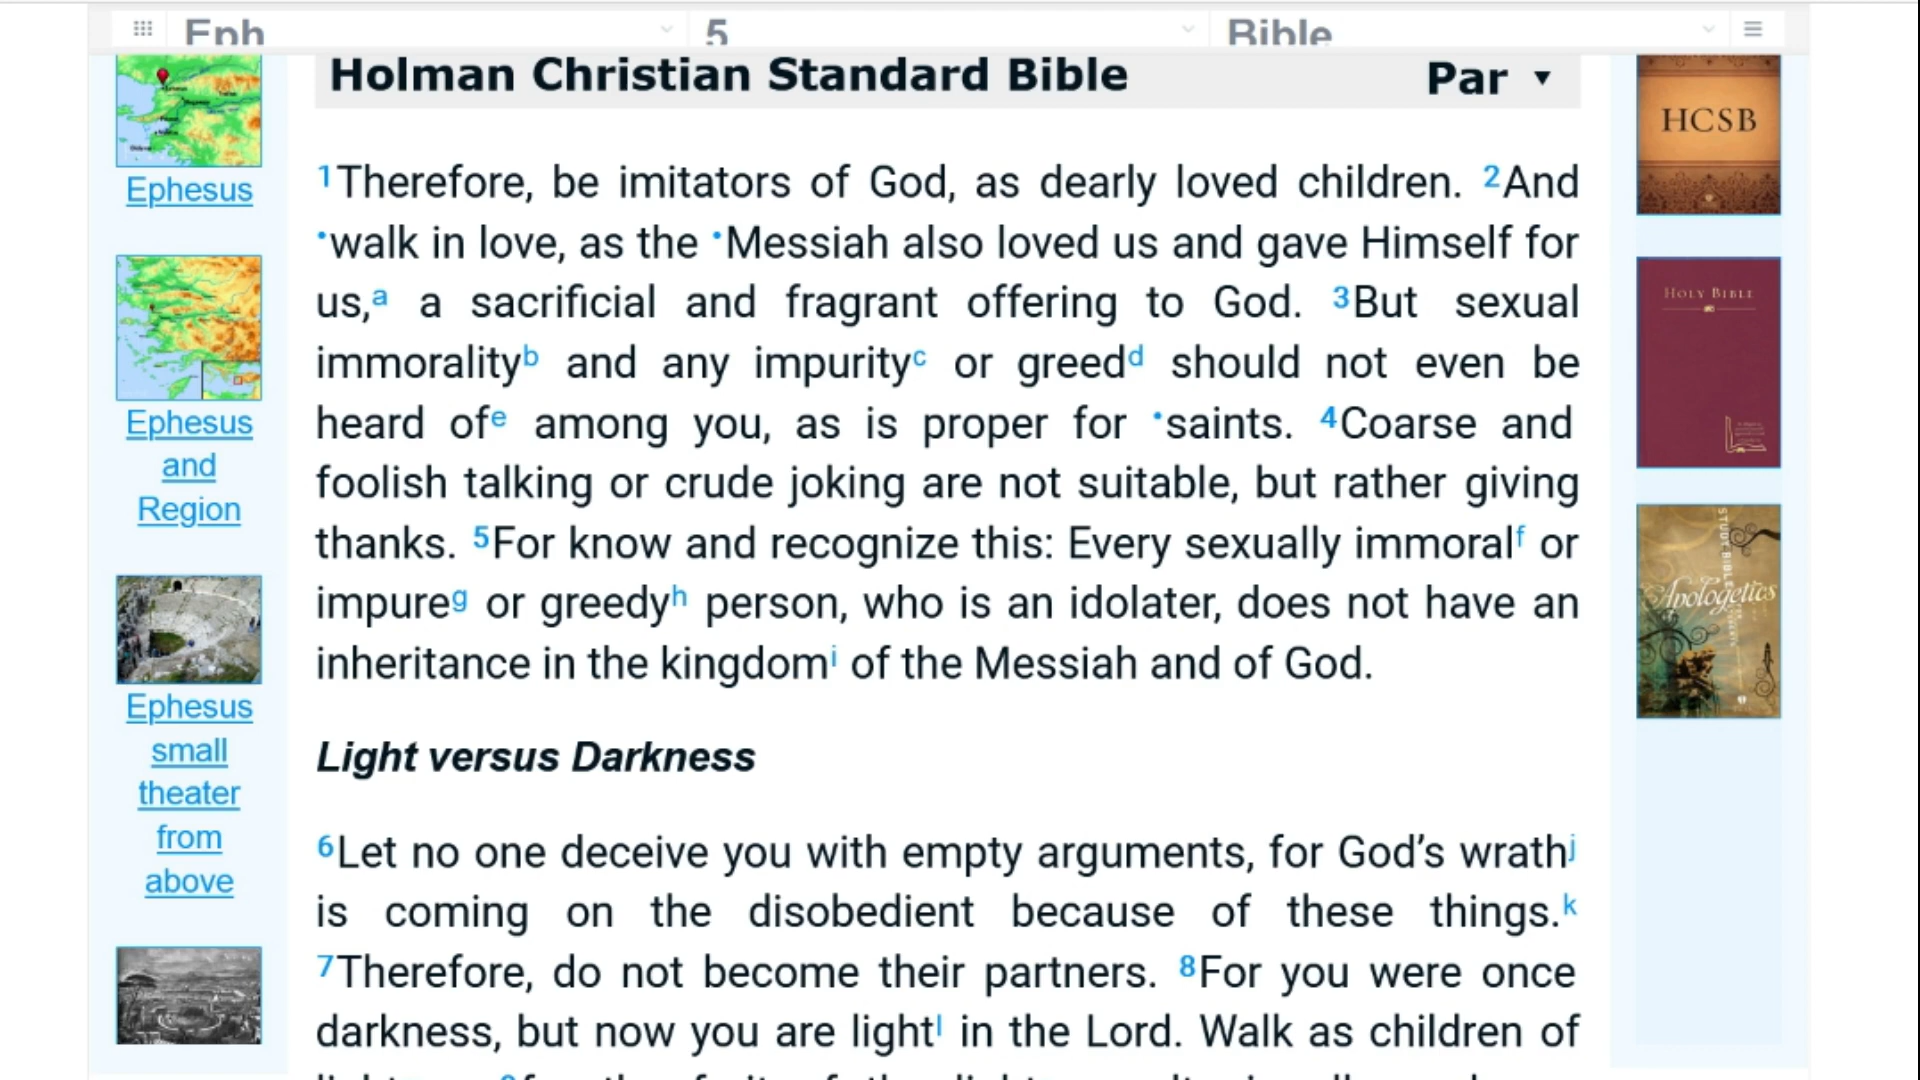 Eph
5
Bible
Holman Christian Standard Bible
Par ▼
Ephesus
Ephesus
and
Region
Ephesus
small
theater
from
above
1Therefore, be imitators of God, as dearly loved children. 2And
•walk in love, as the •Messiah also loved us and gave Himself for
us,a a sacrificial and fragrant offering to God. 3But sexual
immoralityb and any impurityc or greedd should not even be
heard ofe among you, as is proper for •saints. 4Coarse and
foolish talking or crude joking are not suitable, but rather giving
thanks. 5For know and recognize this: Every sexually immoralf or
impureg or greedyh person, who is an idolater, does not have an
inheritance in the kingdomi of the Messiah and of God.
Light versus Darkness
6Let no one deceive you with empty arguments, for God’s wrathj
is coming on the disobedient because of these things.k
7Therefore, do not become their partners. 8For you were once
darkness, but now you are lightl in the Lord. Walk as children of
HCSB
HOLY BIBLE
Apologetics
STUDY BIBLE